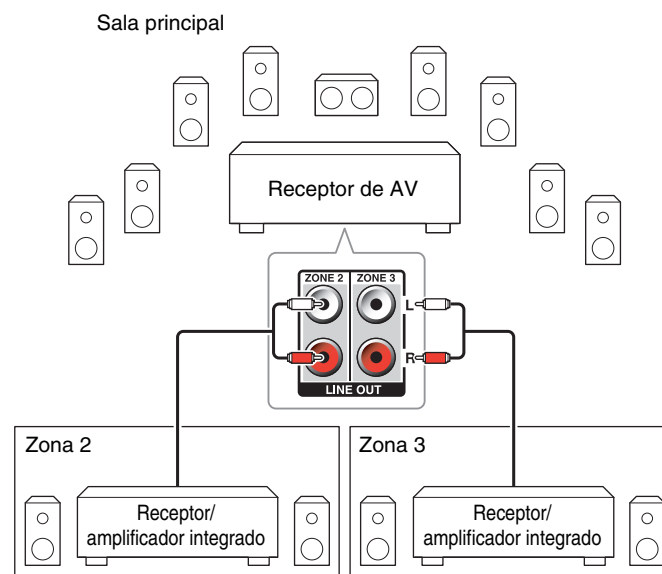 Sala principal
Receptor de AV
ZONE 2 ZONE 3
L
R
LINE OUT
Zona 2
Receptor/
amplificador integrado
Zona 3
Receptor/
amplificador integrado